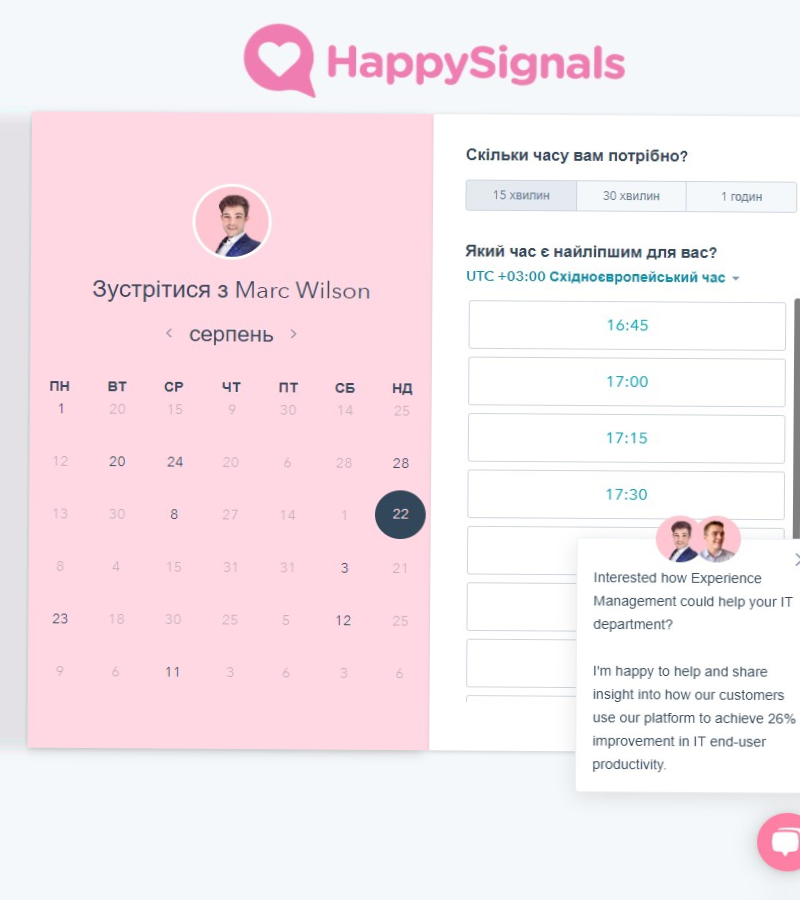 HappySignals
Зустрітися з Marc Wilson
серпень
ПН ВТ СР ЧТ ПТ СБ НД
1 20 15 9 30 14 25
12 20 24 20 6 28 28
13 30 8 27 14 1 22
8 4 15 31 31 3 21
23 18 30 25 5 12 25
9 6 11 3 6 3 6
Скільки часу вам потрібно?
15 хвилин 30 хвилин 1 годин
Який час є найліпшим для вас?
UTC +03:00 Східноєвропейський час
16:45
17:00
17:15
17:30
Interested how Experience
Management could help your IT
department?
I'm happy to help and share
insight into how our customers
use our platform to achieve 26%
improvement in IT end-user
productivity.